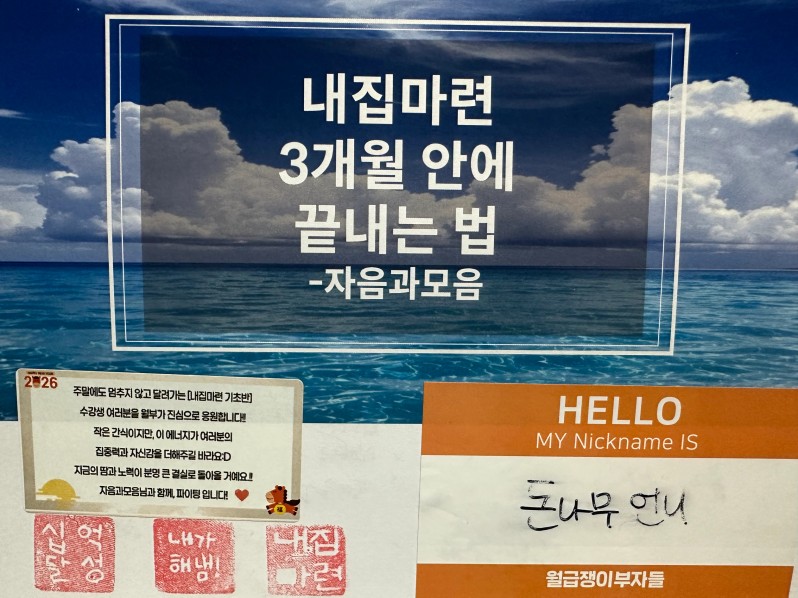 내집마련
3개월 안에
끝내는 법
-자음과모음
HAPPY NEW YEAR
2026
주말에도 멈추지 않고 달려가는 [내집마련 기초반]
수강생 여러분을 월부가 진심으로 응원합니다!!
작은 간식이지만, 이 에너지가 여러분의
집중력과 자신감을 더해주길 바라요:D
지금의 땀과 노력이 분명 큰 결실로 돌아올 거예요.!!
자음과모음님과 함께, 파이팅 입니다!
HELLO
MY Nickname IS
돈나무 언니
월급쟁이부자들
십억
달성
내가
해냄!
내집
마련